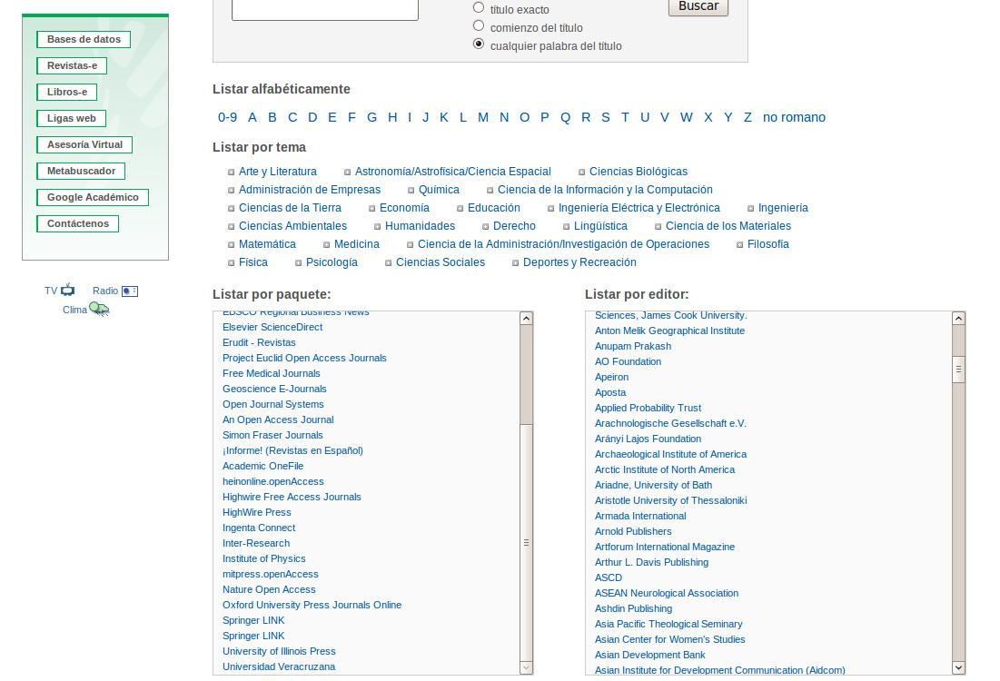 Bases de datos
Revistas-e
Libros-e
Ligas web
Asesoría Virtual
Metabuscador
Google Académico
Contáctenos
TV Radio
Clima
título exacto
Buscar
comienzo del título
cualquier palabra del título
Listar alfabéticamente
0-9 A B C D E F G H I J K L M N O P Q R S T U V W X Y Z no romano
Listar por tema
Arte y Literatura Astronomía/Astrofísica/Ciencia Espacial Ciencias Biológicas
Administración de Empresas Química Ciencia de la Información y la Computación
Ciencias de la Tierra Economía Educación Ingeniería Eléctrica y Electrónica Ingeniería
Ciencias Ambientales Humanidades Derecho Lingüística Ciencia de los Materiales
Matemática Medicina Ciencia de la Administración/Investigación de Operaciones Filosofía
Física Psicología Ciencias Sociales Deportes y Recreación
Listar por paquete:
EBSCO Regional Business News
Elsevier ScienceDirect
Erudit - Revistas
Project Euclid Open Access Journals
Free Medical Journals
Geoscience E-Journals
Open Journal Systems
An Open Access Journal
Simon Fraser Journals
¡Informe! (Revistas en Español)
Academic OneFile
heinonline.openAccess
Highwire Free Access Journals
HighWire Press
Ingenta Connect
Inter-Research
Institute of Physics
mitpress.openAccess
Nature Open Access
Oxford University Press Journals Online
Springer LINK
Springer LINK
University of Illinois Press
Universidad Veracruzana
Listar por editor:
Sciences, James Cook University.
Anton Melik Geographical Institute
Anupam Prakash
AO Foundation
Apeiron
Aposta
Applied Probability Trust
Arachnologische Gesellschaft e.V.
Arányi Lajos Foundation
Archaeological Institute of America
Arctic Institute of North America
Ariadne, University of Bath
Aristotle University of Thessaloniki
Armada International
Arnold Publishers
Artforum International Magazine
Arthur L. Davis Publishing
ASCD
ASEAN Neurological Association
Ashdin Publishing
Asia Pacific Theological Seminary
Asian Center for Women's Studies
Asian Development Bank
Asian Institute for Development Communication (Aidcom)